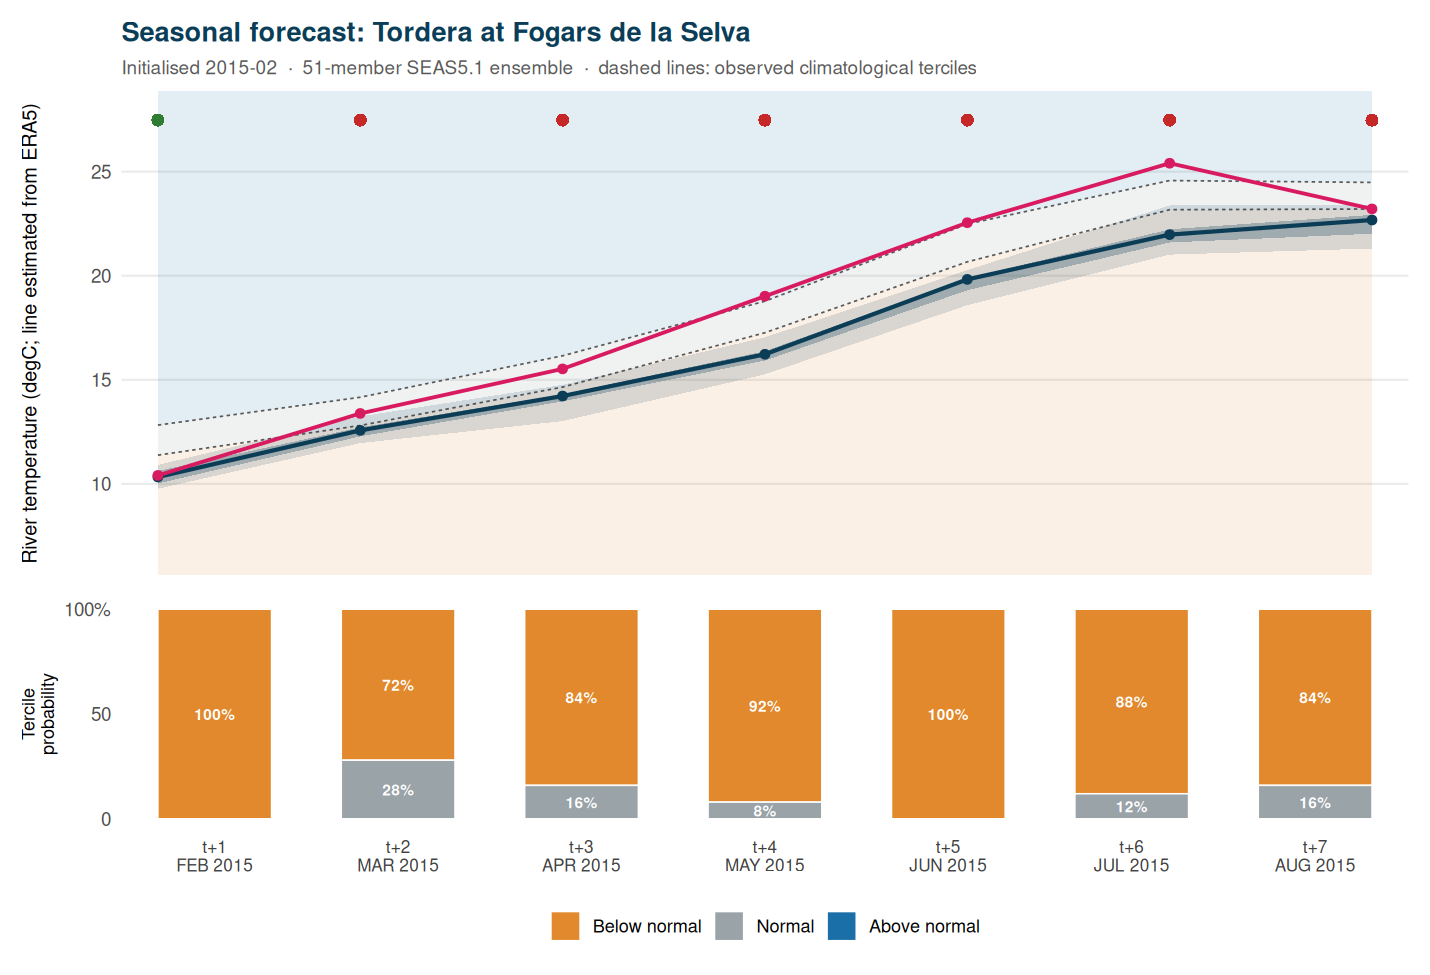 Seasonal forecast: Tordera at Fogars de la Selva
Initialised 2015-02 · 51-member SEAS5.1 ensemble · dashed lines: observed climatological terciles
River temperature (degC; line estimated from ERA5)
25
20
15
10
Tercile
probability
100%
50
0
100%
72%
28%
84%
16%
92%
8%
100%
88%
12%
84%
16%
t+1
FEB 2015
t+2
MAR 2015
t+3
APR 2015
t+4
MAY 2015
t+5
JUN 2015
t+6
JUL 2015
t+7
AUG 2015
Below normal
Normal
Above normal